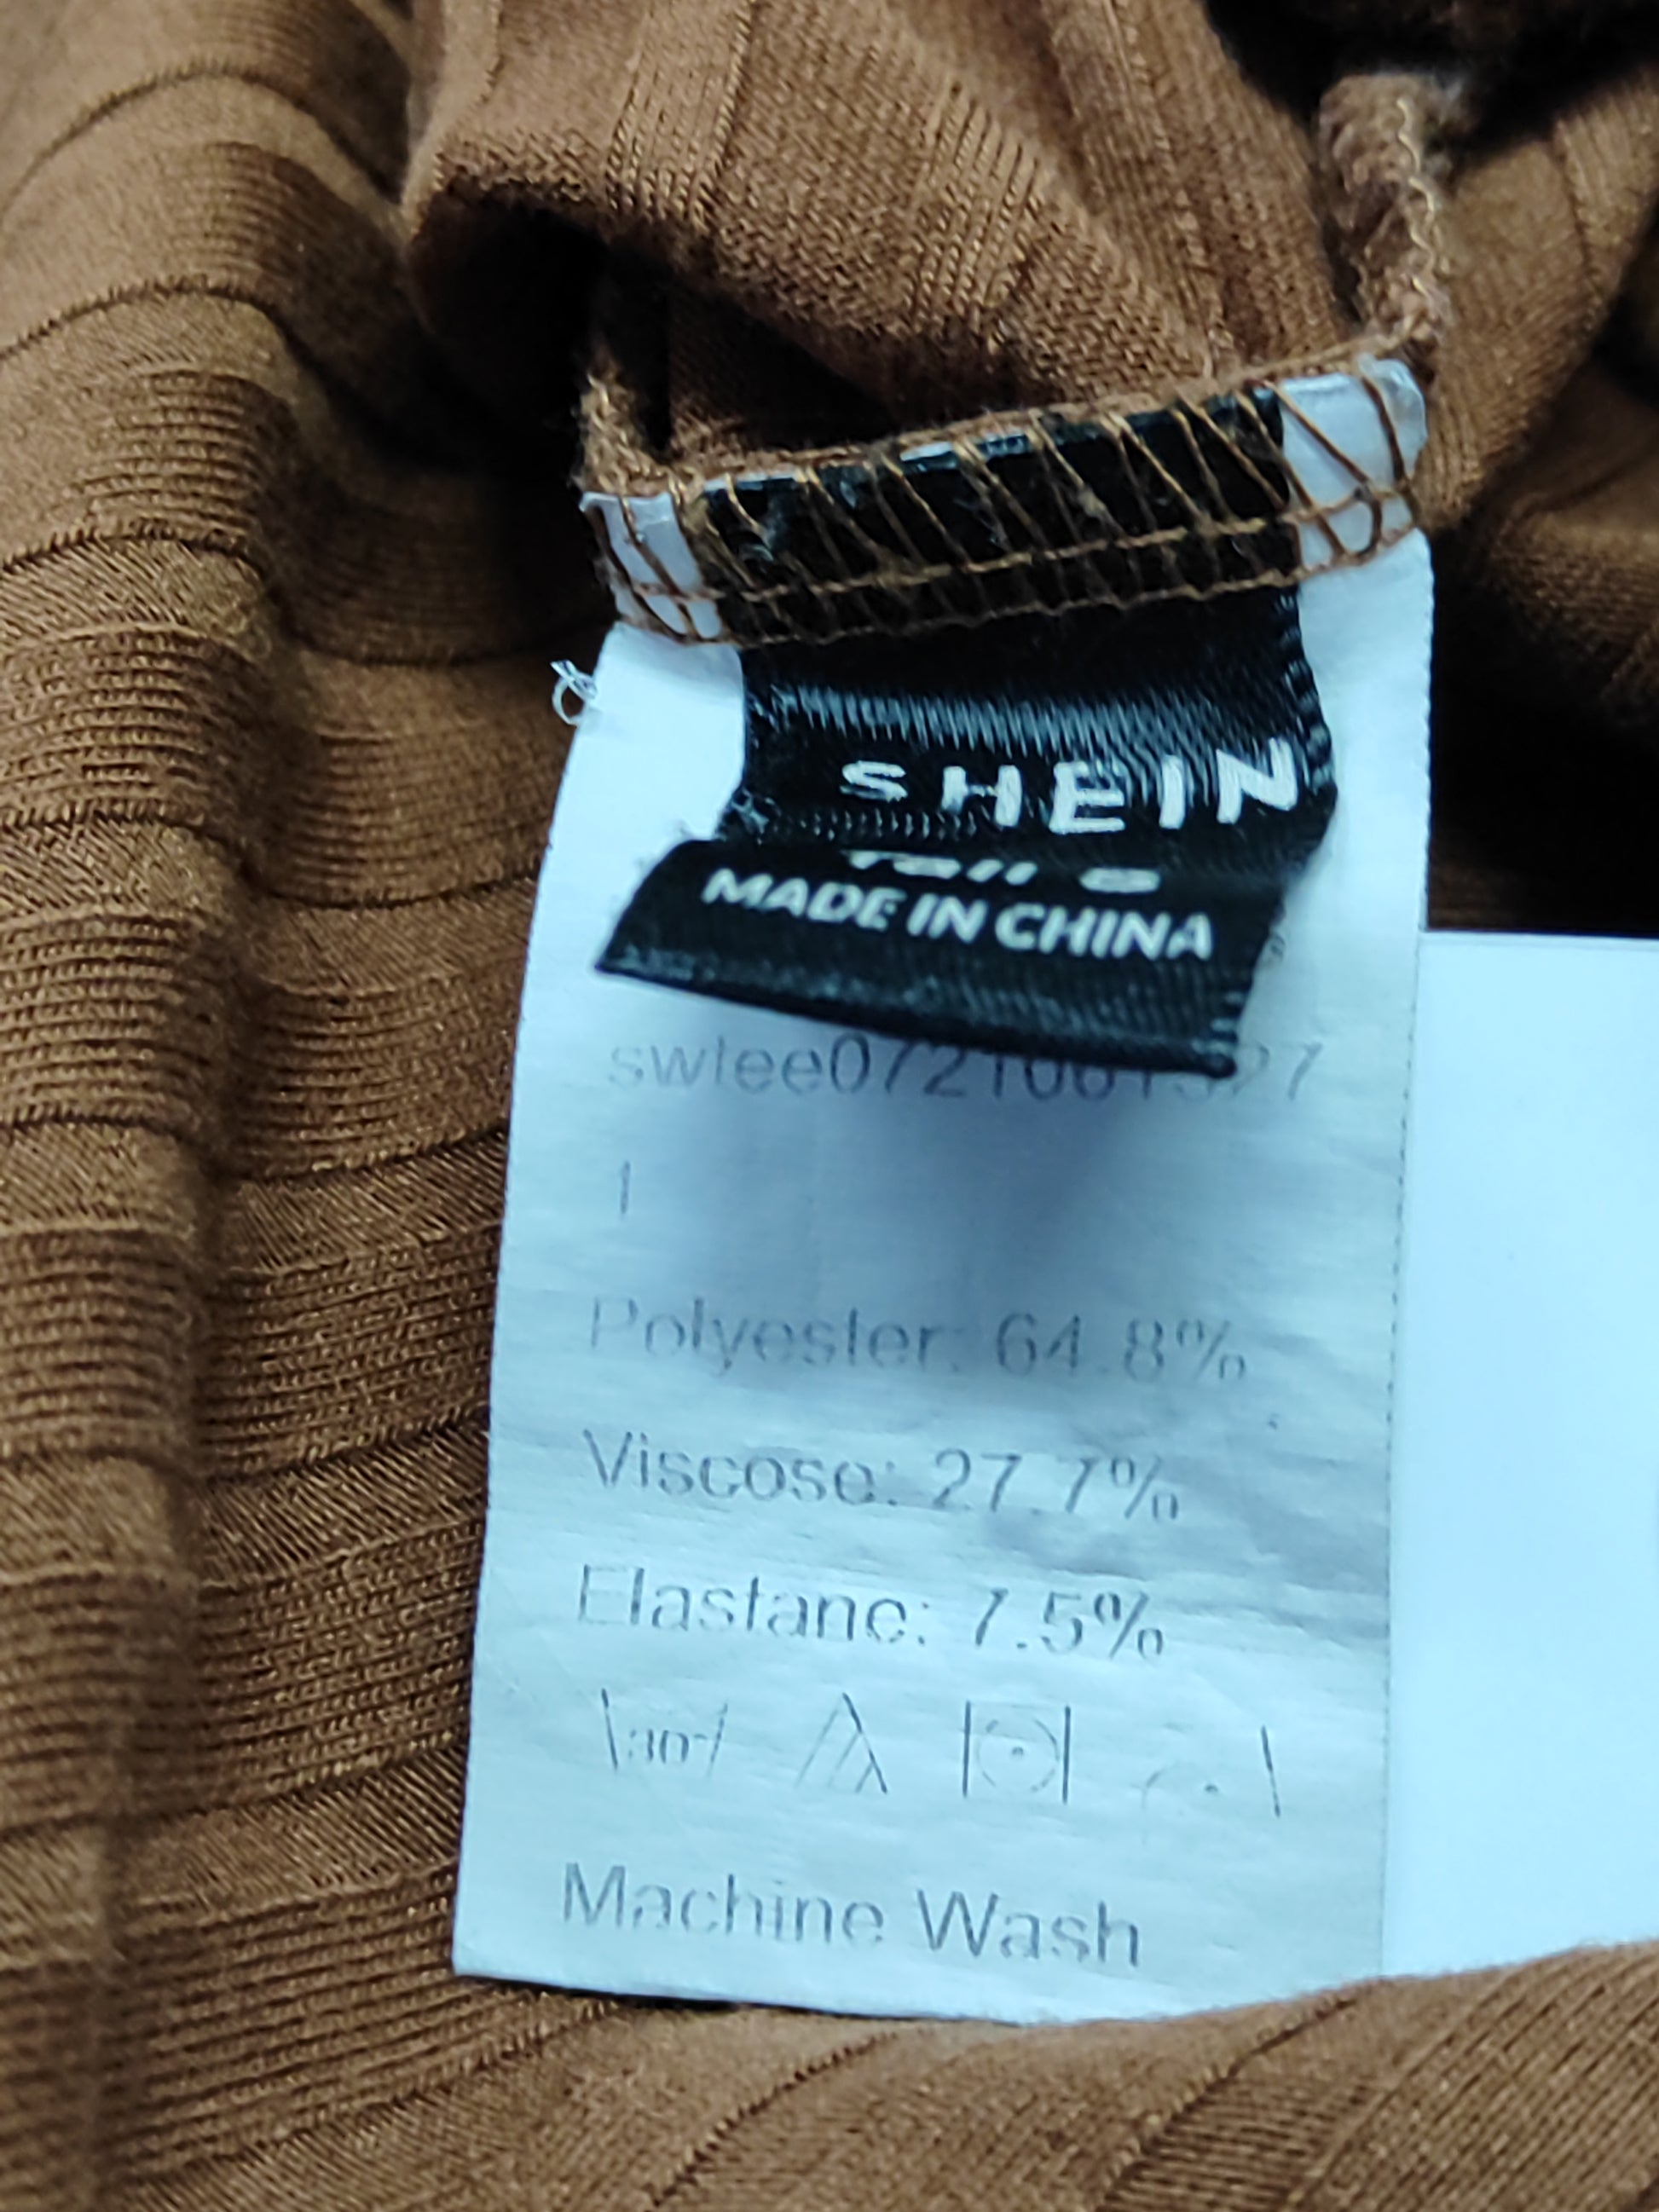 SHEIN
MADE IN CHINA
1
Polyester: 64.8%
Viscose: 27.7%
Elastane: 7.5%
30
Machine Wash